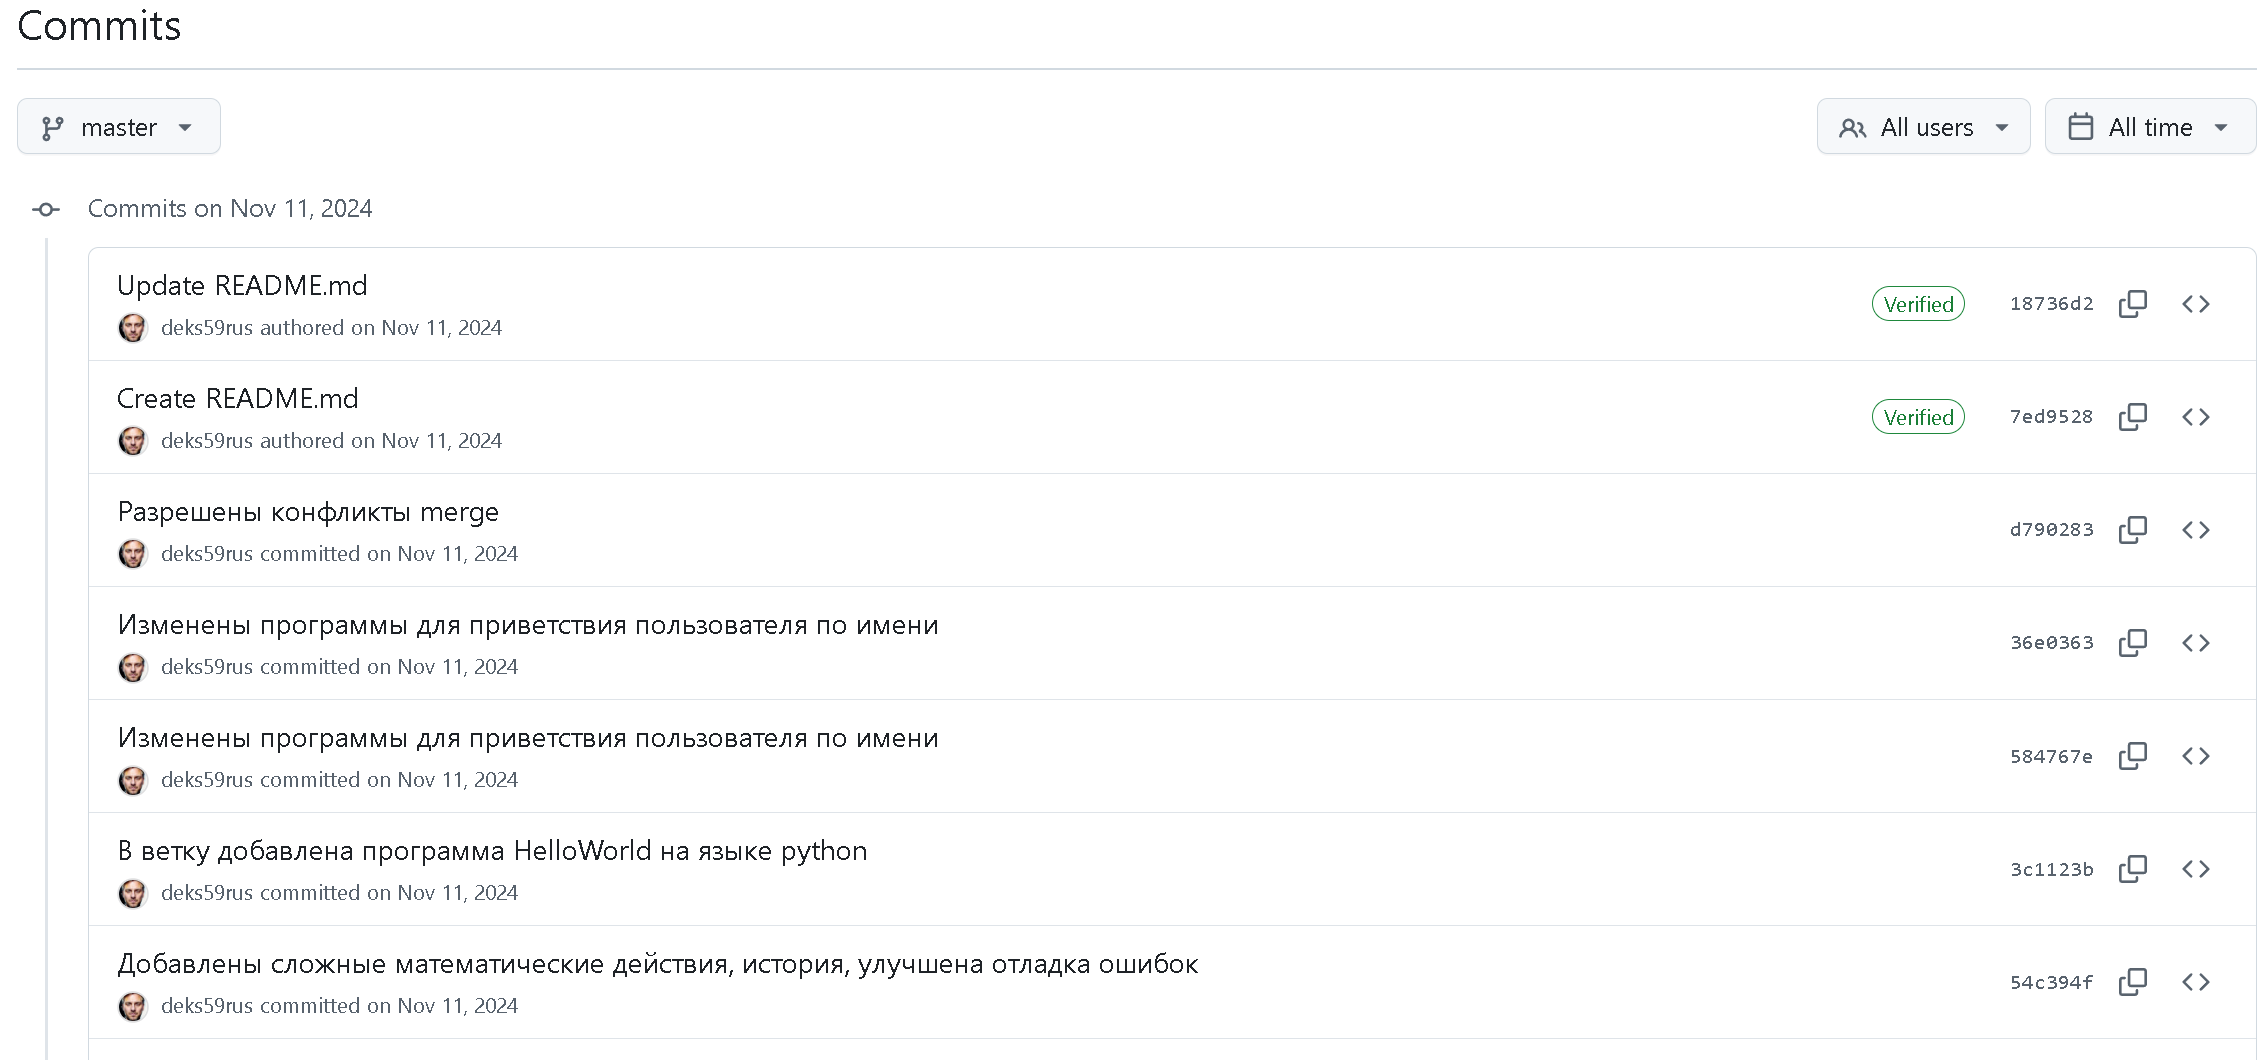 Commits
master
All users
All time
Commits on Nov 11, 2024
Update README.md
Verified
18736d2
deks59rus authored on Nov 11, 2024
Create README.md
Verified
7ed9528
deks59rus authored on Nov 11, 2024
Разрешены конфликты merge
d790283
deks59rus committed on Nov 11, 2024
Изменены программы для приветствия пользователя по имени
36e0363
deks59rus committed on Nov 11, 2024
Изменены программы для приветствия пользователя по имени
584767e
deks59rus committed on Nov 11, 2024
В ветку добавлена программа HelloWorld на языке python
3c1123b
deks59rus committed on Nov 11, 2024
Добавлены сложные математические действия, история, улучшена отладка ошибок
54c394f
deks59rus committed on Nov 11, 2024